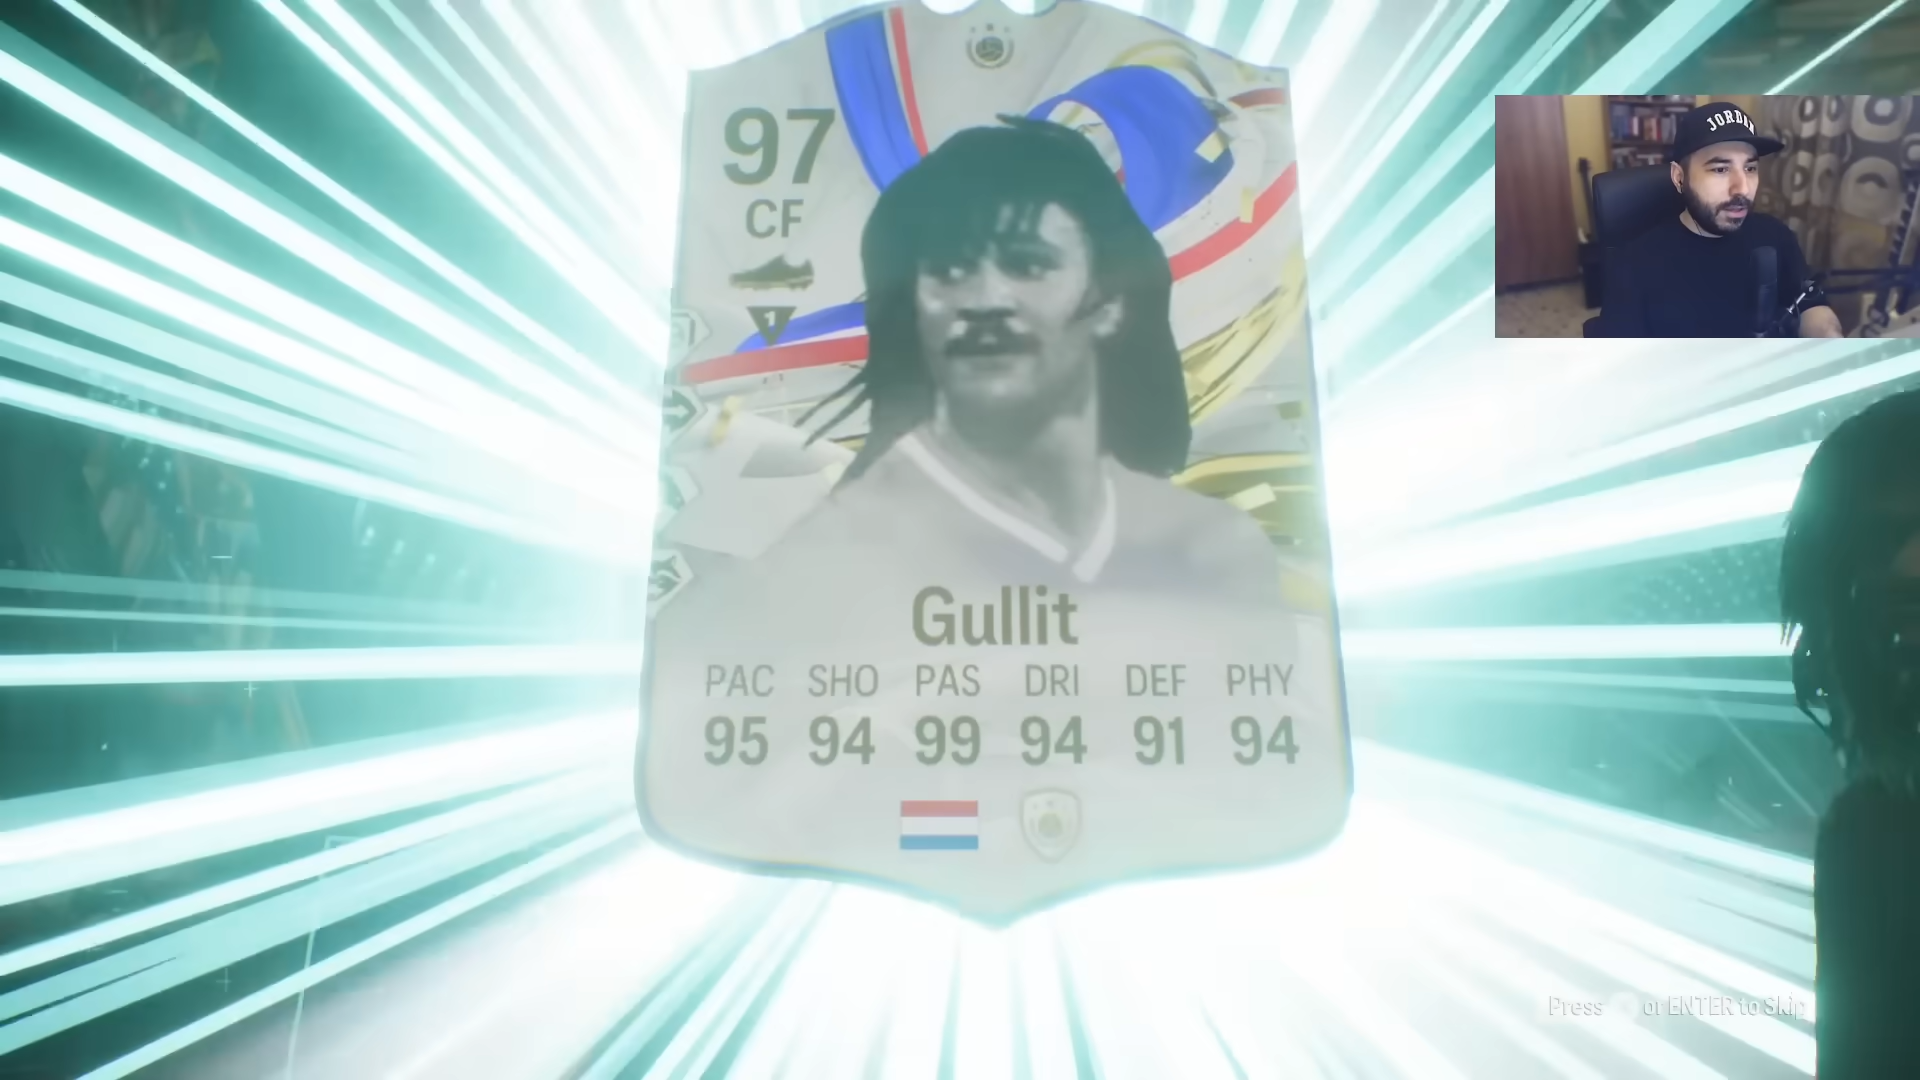 97
CF
1
JORDAN
Gullit
PAC SHO PAS DRI DEF PHY
95 94 99 94 91 94
Press or ENTER to Skip